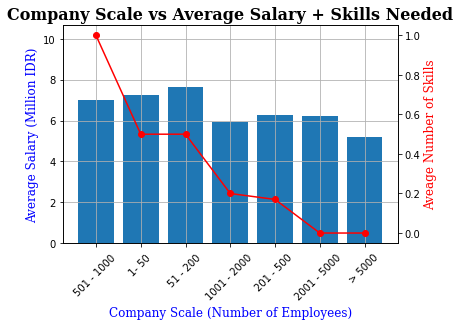 Company Scale vs Average Salary + Skills Needed
Average Salary (Million IDR)
10
8
6
4
2
0
1.0
0.8
0.6
0.4
0.2
0.0
Aveage Number of Skills
501 - 1000
1- 50
51 - 200
1001 - 2000
201 - 500
2001 - 5000
> 5000
Company Scale (Number of Employees)